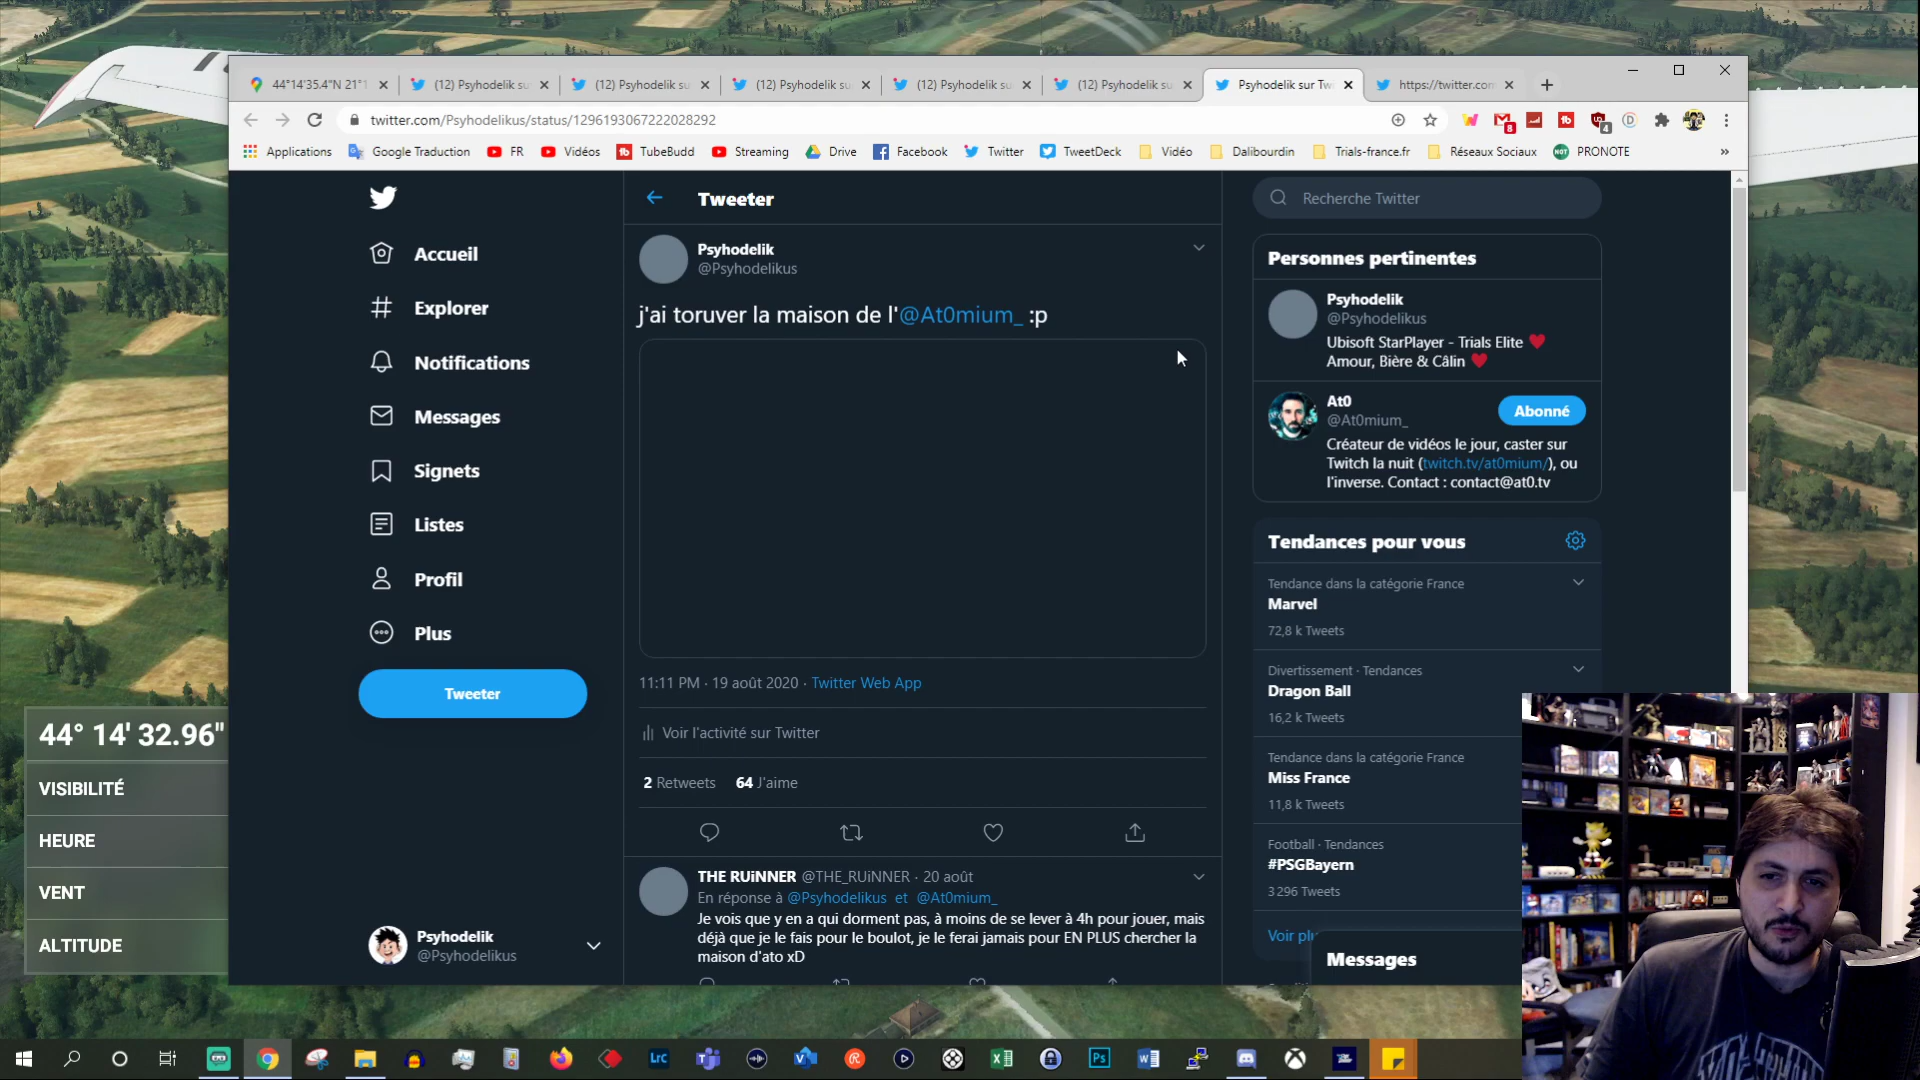 44°14'35.4"N 21°1
(12) Psyhodelik su
(12) Psyhodelik su
(12) Psyhodelik su
(12) Psyhodelik su
(12) Psyhodelik su
Psyhodelik sur Tw
https://twitter.com
twitter.com/Psyhodelikus/status/1296193067222028292
8
4
Applications
Google Traduction
FR
Vidéos
TubeBudd
Streaming
Drive
Facebook
Twitter
TweetDeck
Vidéo
Dalibourdin
Trials-france.fr
Réseaux Sociaux
PRONOTE
Accueil
Explorer
Notifications
Messages
Signets
Listes
Profil
Plus
Tweeter
Psyhodelik
@Psyhodelikus
Tweeter
Psyhodelik
@Psyhodelikus
j'ai toruver la maison de l'@At0mium_ :p
11:11 PM · 19 août 2020 · Twitter Web App
Voir l'activité sur Twitter
2 Retweets 64 J'aime
THE RUiNNER @THE_RUiNNER · 20 août
En réponse à @Psyhodelikus et @At0mium_
Je vois que y en a qui dorment pas, à moins de se lever à 4h pour jouer, mais
déjà que je le fais pour le boulot, je le ferai jamais pour EN PLUS chercher la
maison d'ato xD
Recherche Twitter
Personnes pertinentes
Psyhodelik
@Psyhodelikus
Ubisoft StarPlayer - Trials Elite
Amour, Bière & Câlin
At0
@At0mium_
Abonné
Créateur de vidéos le jour, caster sur
Twitch la nuit (twitch.tv/at0mium/), ou
l'inverse. Contact : contact@at0.tv
Tendances pour vous
Tendance dans la catégorie France
Marvel
72,8 k Tweets
Divertissement · Tendances
Dragon Ball
16,2 k Tweets
Tendance dans la catégorie France
Miss France
11,8 k Tweets
Football · Tendances
#PSGBayern
3 296 Tweets
Voir plu
Messages
44° 14' 32.96"
VISIBILITÉ
HEURE
VENT
ALTITUDE
Lrc
Ps